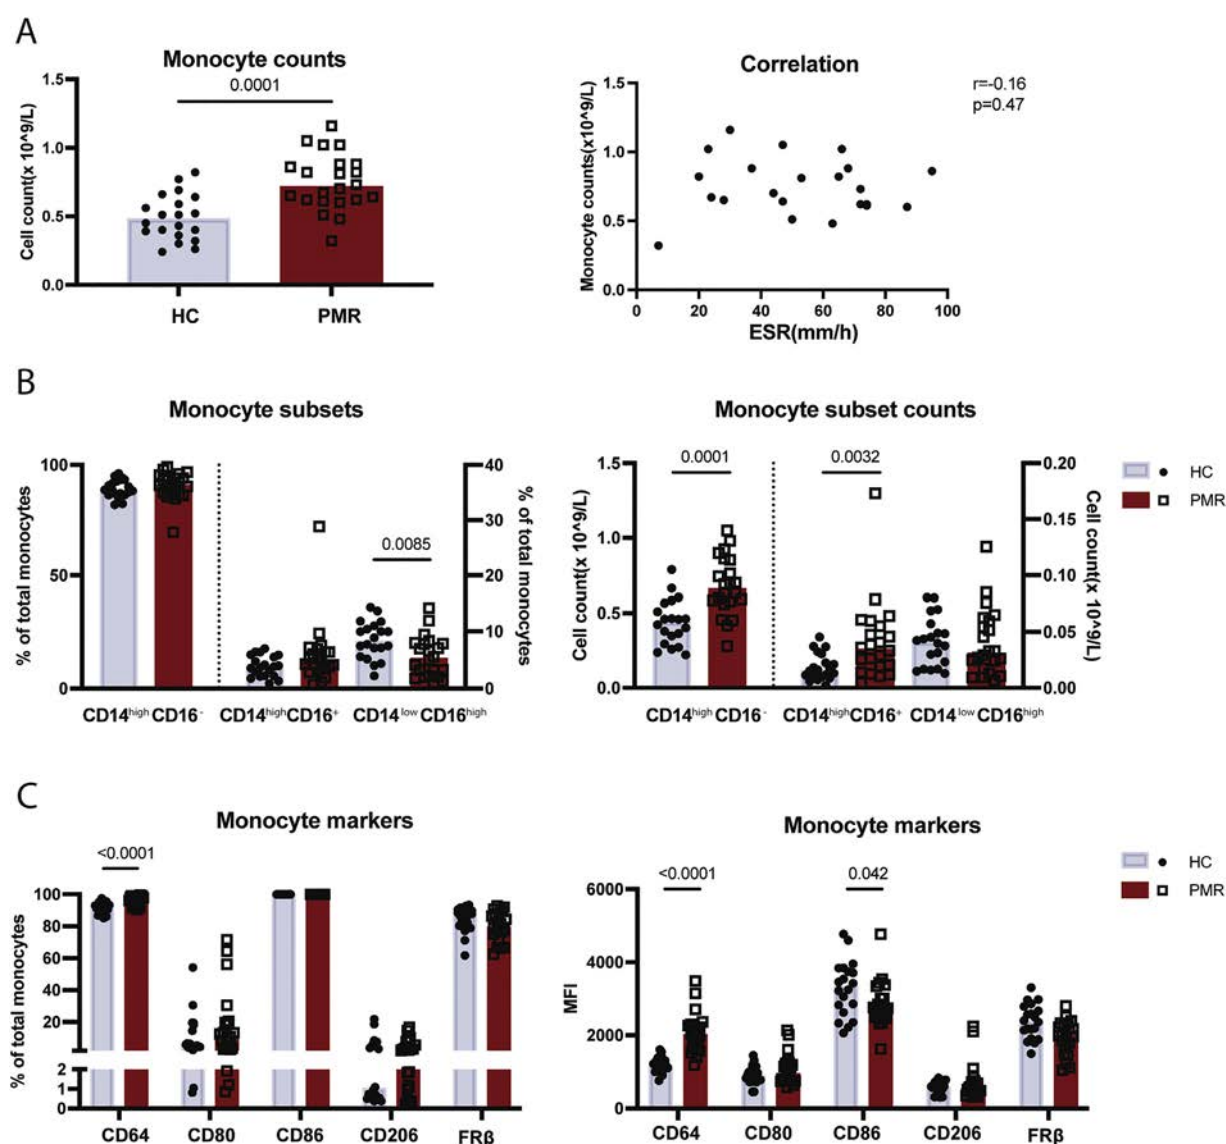 A
Monocyte counts
0.0001
Cell count(x 10^9/L)
1.5
1.0
0.5
0.0
HC
PMR
Correlation
r=-0.16
p=0.47
Monocyte counts(x10^9/L)
1.5
1.0
0.5
0.0
0
20
40
60
80
100
ESR(mm/h)
B
Monocyte subsets
% of total monocytes
100
50
0
0.0085
40
30
20
10
0
% of total monocytes
CD14high CD16-
CD14highCD16+
CD14lowCD16high
Monocyte subset counts
0.0001
0.0032
Cell count(x 10^9/L)
1.5
1.0
0.5
0.0
0.20
0.15
0.10
0.05
0.00
Cell count(x 10^9/L)
CD14high CD16-
CD14highCD16+
CD14lowCD16high
HC
PMR
C
Monocyte markers
<0.0001
% of total monocytes
100
80
60
40
20
2
1
0
CD64
CD80
CD86
CD206
FRβ
Monocyte markers
<0.0001
0.042
MFI
6000
4000
2000
0
CD64
CD80
CD86
CD206
FRβ
HC
PMR